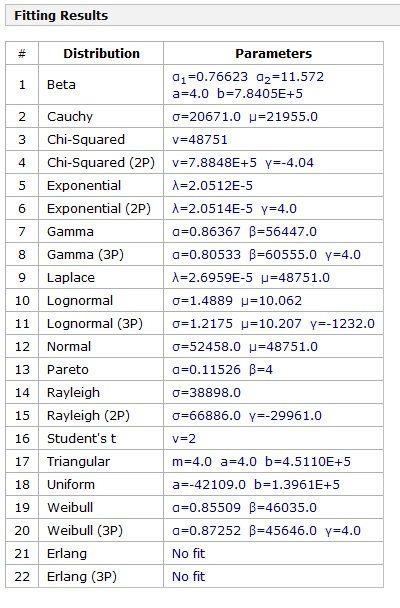 Fitting Results
# Distribution Parameters
1 Beta α1=0.76623 α2=11.572
a=4.0 b=7.8405E+5
2 Cauchy σ=20671.0 μ=21955.0
3 Chi-Squared ν=48751
4 Chi-Squared (2P) ν=7.8848E+5 γ=-4.04
5 Exponential λ=2.0512E-5
6 Exponential (2P) λ=2.0514E-5 γ=4.0
7 Gamma α=0.86367 β=56447.0
8 Gamma (3P) α=0.80533 β=60555.0 γ=4.0
9 Laplace λ=2.6959E-5 μ=48751.0
10 Lognormal σ=1.4889 μ=10.062
11 Lognormal (3P) σ=1.2175 μ=10.207 γ=-1232.0
12 Normal σ=52458.0 μ=48751.0
13 Pareto α=0.11526 β=4
14 Rayleigh σ=38898.0
15 Rayleigh (2P) σ=66886.0 γ=-29961.0
16 Student's t ν=2
17 Triangular m=4.0 a=4.0 b=4.5110E+5
18 Uniform a=-42109.0 b=1.3961E+5
19 Weibull α=0.85509 β=46035.0
20 Weibull (3P) α=0.87252 β=45646.0 γ=4.0
21 Erlang No fit
22 Erlang (3P) No fit